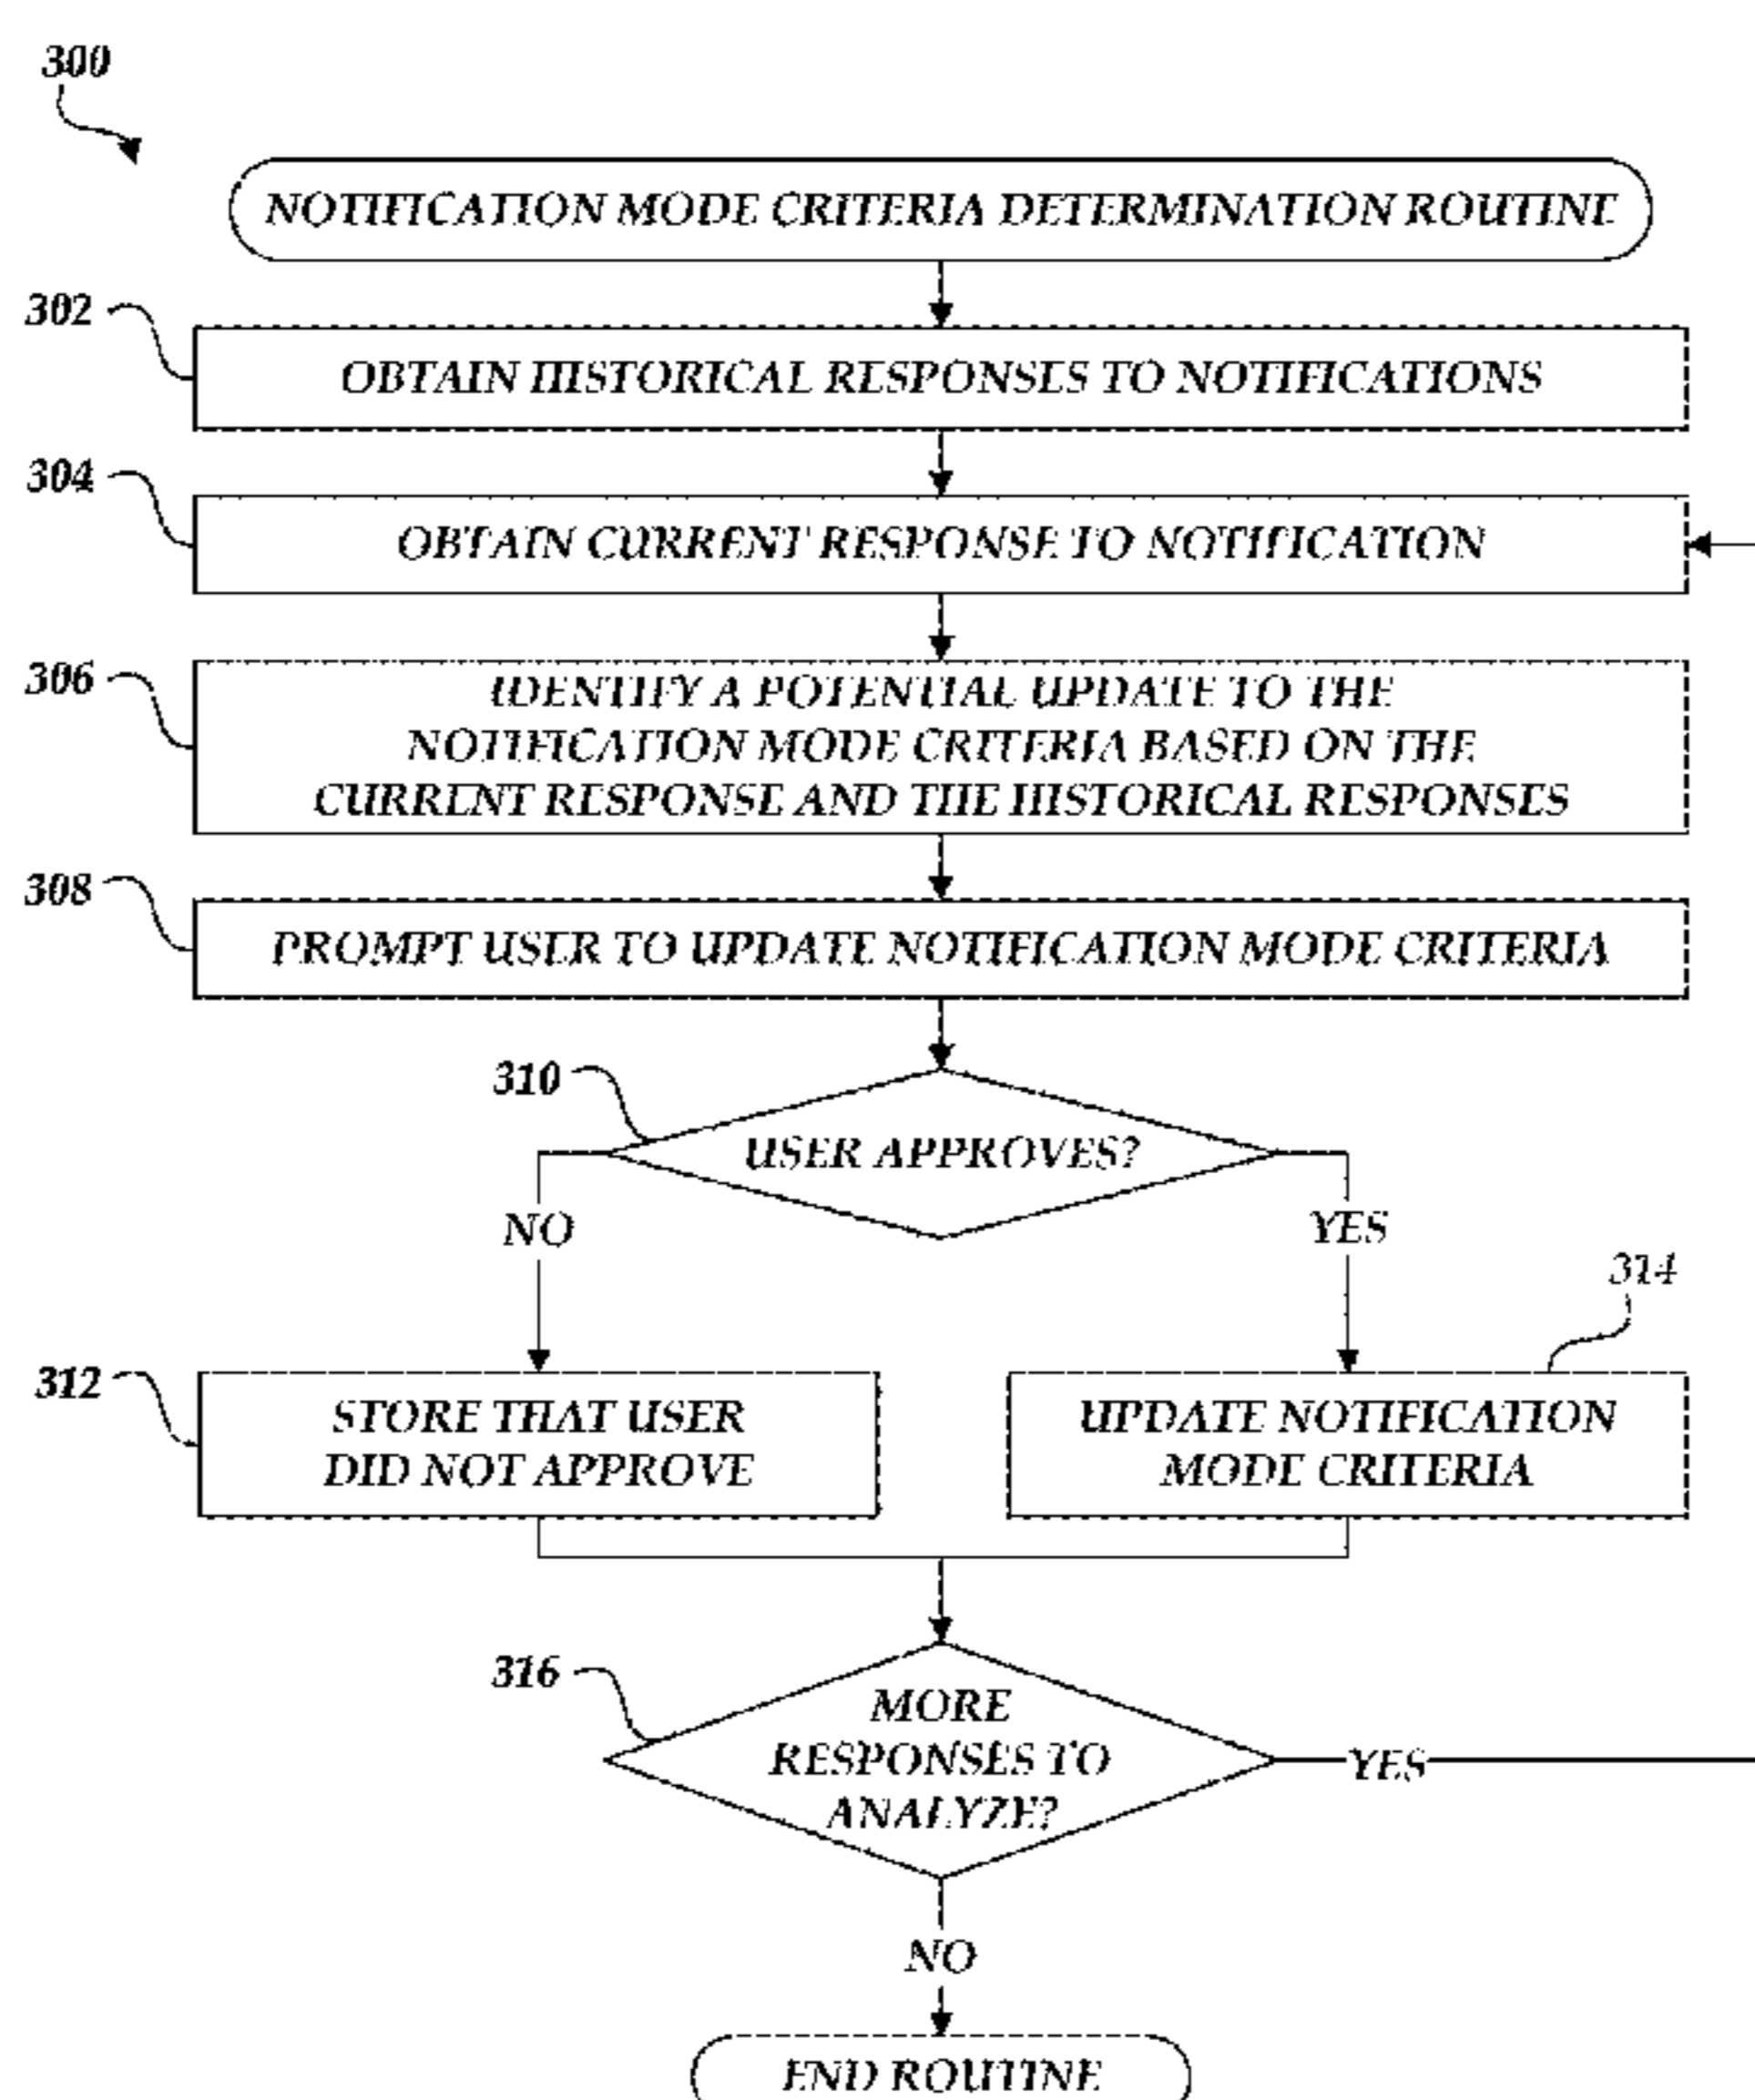 300
NOTIFICATION MODE CRITERIA DETERMINATION ROUTINE
302
OBTAIN HISTORICAL RESPONSES TO NOTIFICATIONS
304
OBTAIN CURRENT RESPONSE TO NOTIFICATION
306
IDENTIFY A POTENTIAL UPDATE TO THE
NOTIFICATION MODE CRITERIA BASED ON THE
CURRENT RESPONSE AND THE HISTORICAL RESPONSES
308
PROMPT USER TO UPDATE NOTIFICATION MODE CRITERIA
310
USER APPROVES?
NO
YES
314
312
STORE THAT USER
DID NOT APPROVE
UPDATE NOTIFICATION
MODE CRITERIA
316
MORE
RESPONSES TO
ANALYZE?
YES
NO
END ROUTINE